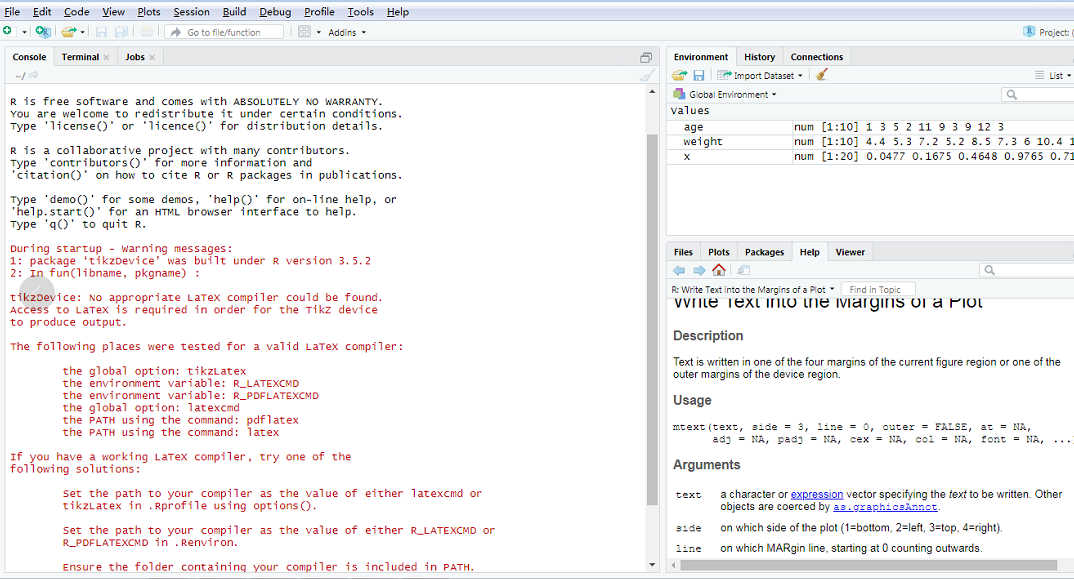 File Edit Code View Plots Session Build Debug Profile Tools Help
Go to file/function Addins Project: (
Console Terminal Jobs
~/
R is free software and comes with ABSOLUTELY NO WARRANTY.
You are welcome to redistribute it under certain conditions.
Type 'license()' or 'licence()' for distribution details.
R is a collaborative project with many contributors.
Type 'contributors()' for more information and
'citation()' on how to cite R or R packages in publications.
Type 'demo()' for some demos, 'help()' for on-line help, or
'help.start()' for an HTML browser interface to help.
Type 'q()' to quit R.
During startup - Warning messages:
1: package ‘tikzDevice’ was built under R version 3.5.2
2: In fun(libname, pkgname) :
tikzDevice: No appropriate LaTeX compiler could be found.
Access to LaTeX is required in order for the TikZ device
to produce output.
The following places were tested for a valid LaTeX compiler:
the global option: tikzLatex
the environment variable: R_LATEXCMD
the environment variable: R_PDFLATEXCMD
the global option: latexcmd
the PATH using the command: pdflatex
the PATH using the command: latex
If you have a working LaTeX compiler, try one of the
following solutions:
Set the path to your compiler as the value of either latexcmd or
tikzLatex in .Rprofile using options().
Set the path to your compiler as the value of either R_LATEXCMD or
R_PDFLATEXCMD in .Renviron.
Ensure the folder containing your compiler is included in PATH.
Environment History Connections
Import Dataset List
Global Environment
Values
age num [1:10] 1 3 5 2 11 9 3 9 12 3
weight num [1:10] 4.4 5.3 7.2 5.2 8.5 7.3 6 10.4 1
x num [1:20] 0.0477 0.1675 0.4648 0.9765 0.71
Files Plots Packages Help Viewer
R: Write Text into the Margins of a Plot Find in Topic
Write Text into the Margins of a Plot
Description
Text is written in one of the four margins of the current figure region or one of the
outer margins of the device region.
Usage
mtext(text, side = 3, line = 0, outer = FALSE, at = NA,
adj = NA, padj = NA, cex = NA, col = NA, font = NA, ...
Arguments
text a character or expression vector specifying the text to be written. Other
objects are coerced by as.graphicsAnnot.
side on which side of the plot (1=bottom, 2=left, 3=top, 4=right).
line on which MARgin line, starting at 0 counting outwards.